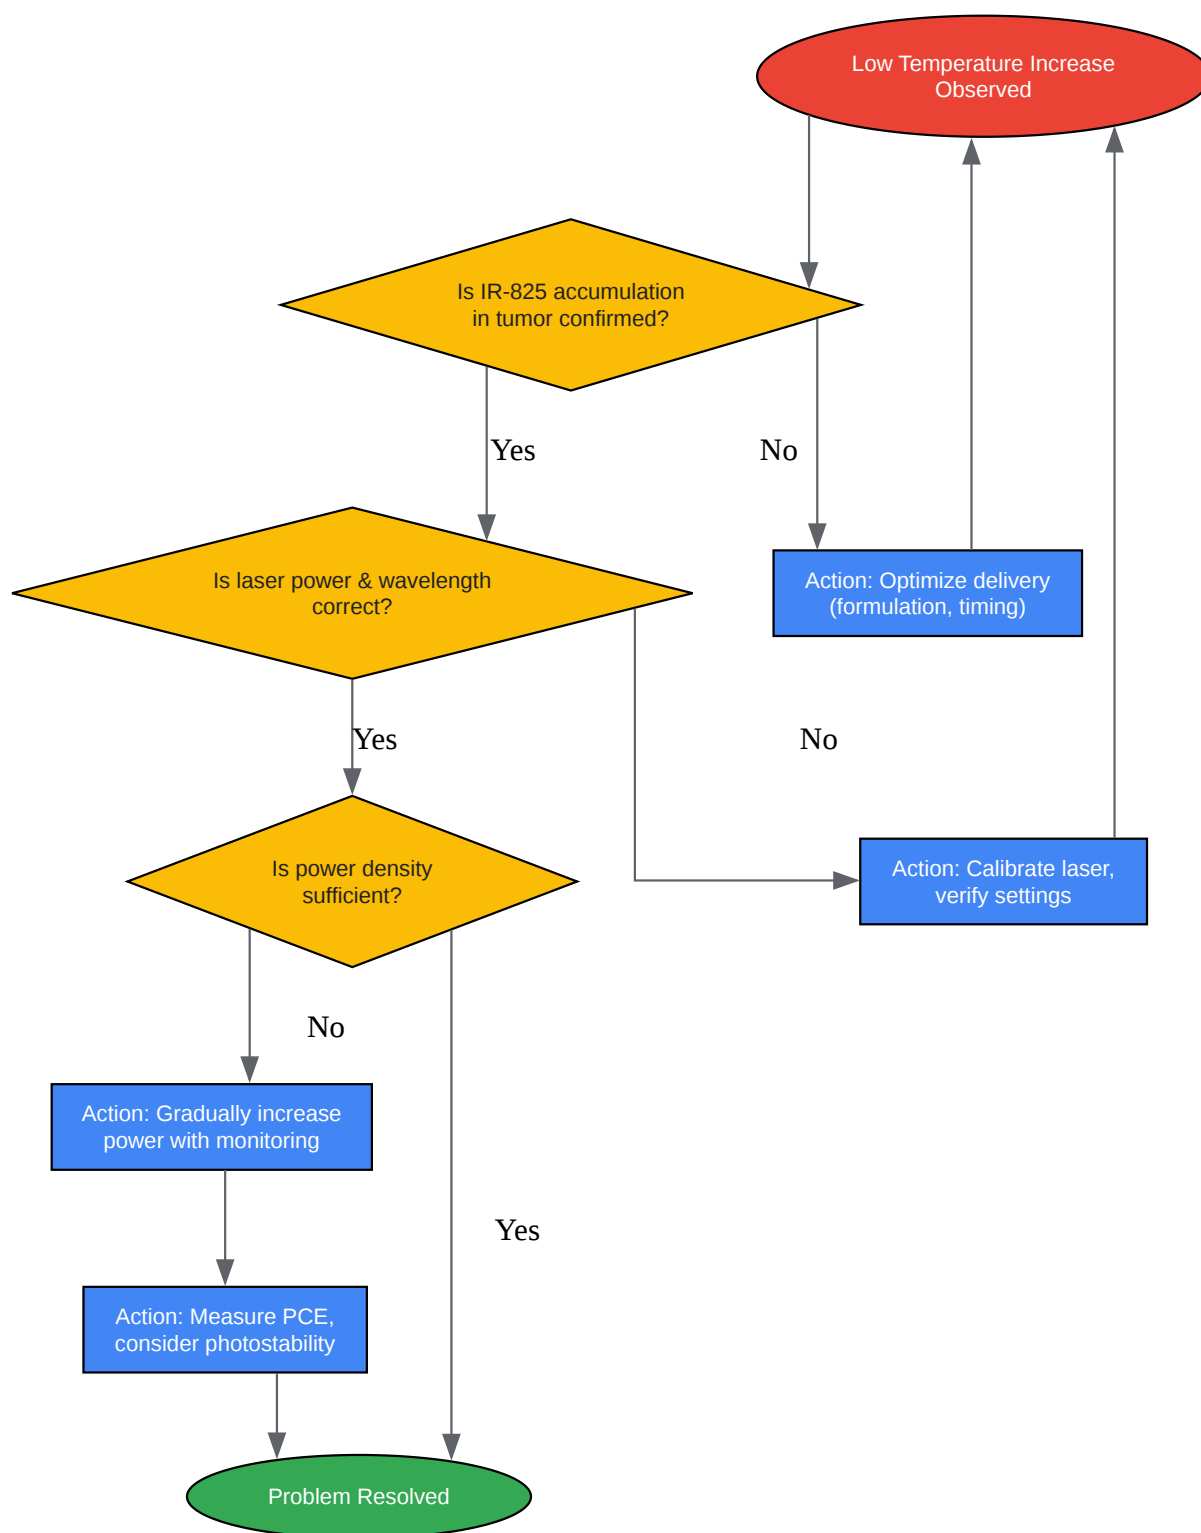 Low Temperature Increase
Observed
Is IR-825 accumulation
in tumor confirmed?
Yes
No
Is laser power & wavelength
correct?
Action: Optimize delivery
(formulation, timing)
Yes
No
Is power density
sufficient?
Action: Calibrate laser,
verify settings
No
Action: Gradually increase
power with monitoring
Yes
Action: Measure PCE,
consider photostability
Problem Resolved